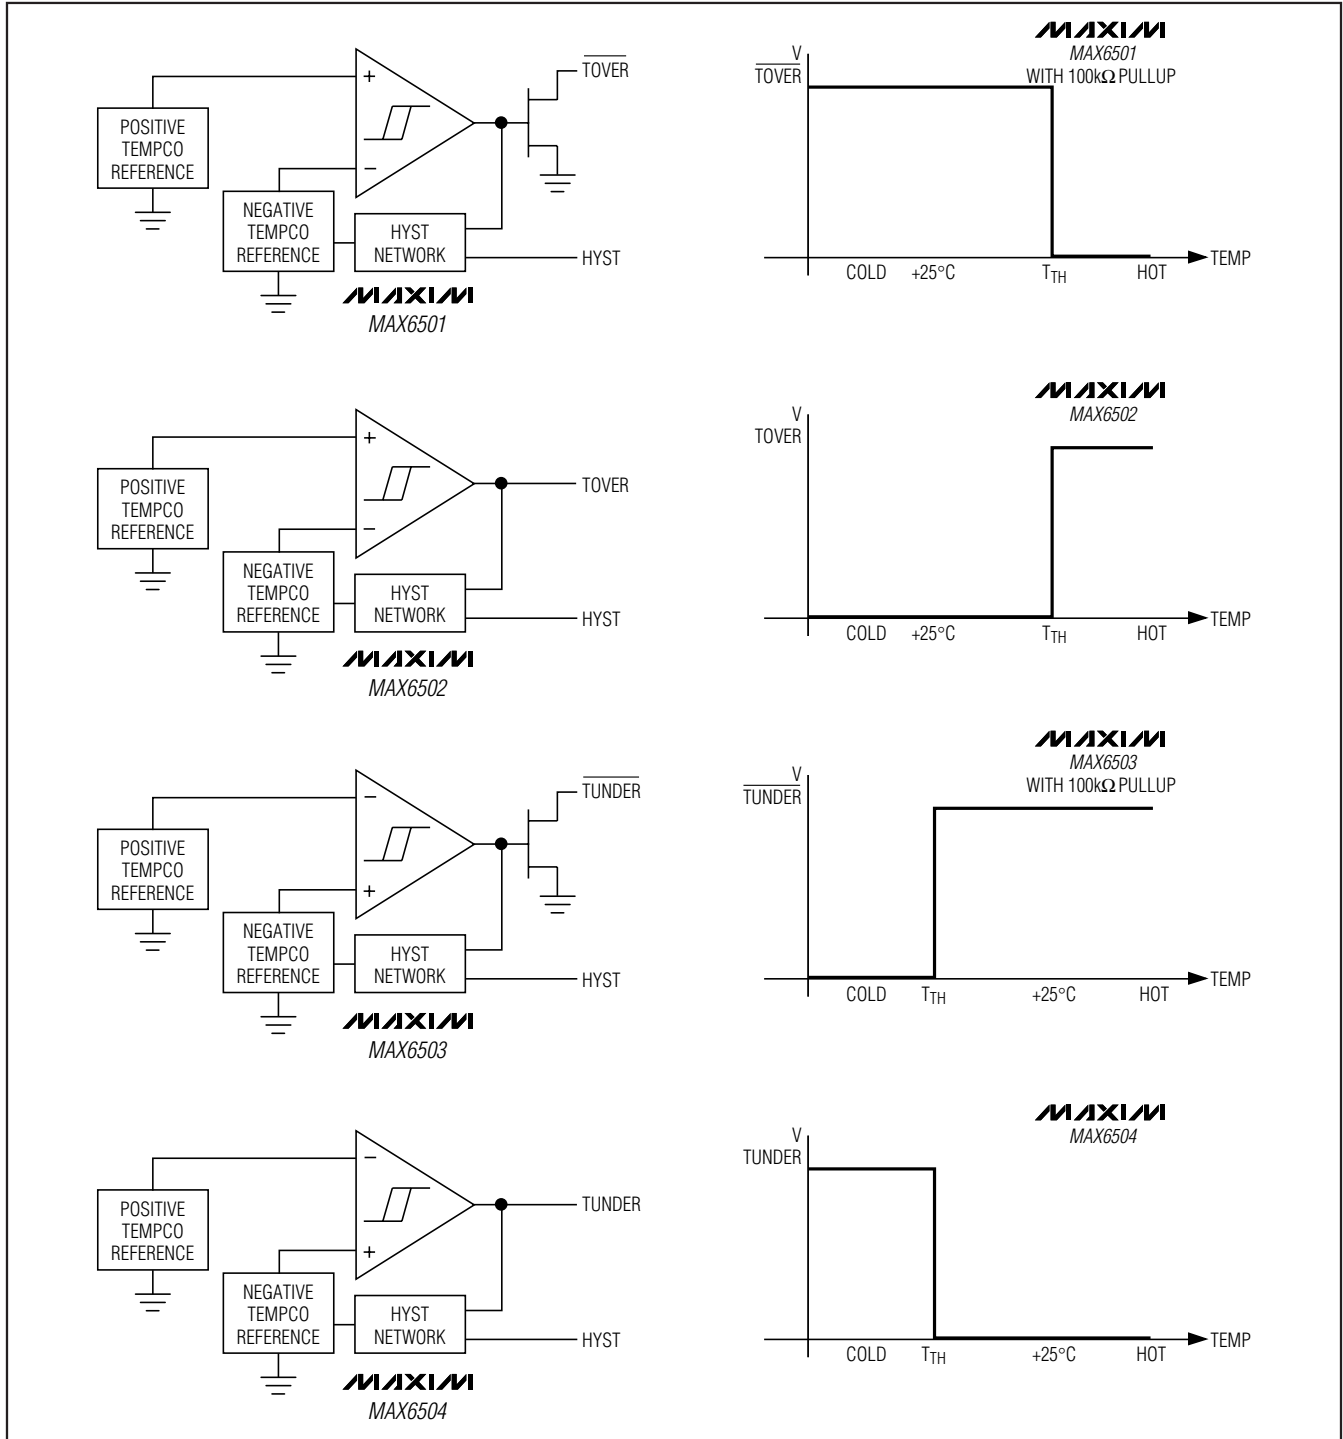 +
TOVER
POSITIVE
TEMPCO
REFERENCE
−
NEGATIVE
TEMPCO
REFERENCE
HYST
NETWORK
HYST
MAXIM
MAX6501
MAXIM
MAX6501
WITH 100kΩ PULLUP
V
TOVER
COLD
+25°C
TTH
HOT
TEMP
+
POSITIVE
TEMPCO
REFERENCE
TOVER
−
NEGATIVE
TEMPCO
REFERENCE
HYST
NETWORK
HYST
MAXIM
MAX6502
MAXIM
MAX6502
V
TOVER
COLD
+25°C
TTH
HOT
TEMP
−
TUNDER
POSITIVE
TEMPCO
REFERENCE
+
NEGATIVE
TEMPCO
REFERENCE
HYST
NETWORK
HYST
MAXIM
MAX6503
MAXIM
MAX6503
WITH 100kΩ PULLUP
V
TUNDER
COLD
TTH
+25°C
HOT
TEMP
−
POSITIVE
TEMPCO
REFERENCE
TUNDER
+
NEGATIVE
TEMPCO
REFERENCE
HYST
NETWORK
HYST
MAXIM
MAX6504
MAXIM
MAX6504
V
TUNDER
COLD
TTH
+25°C
HOT
TEMP